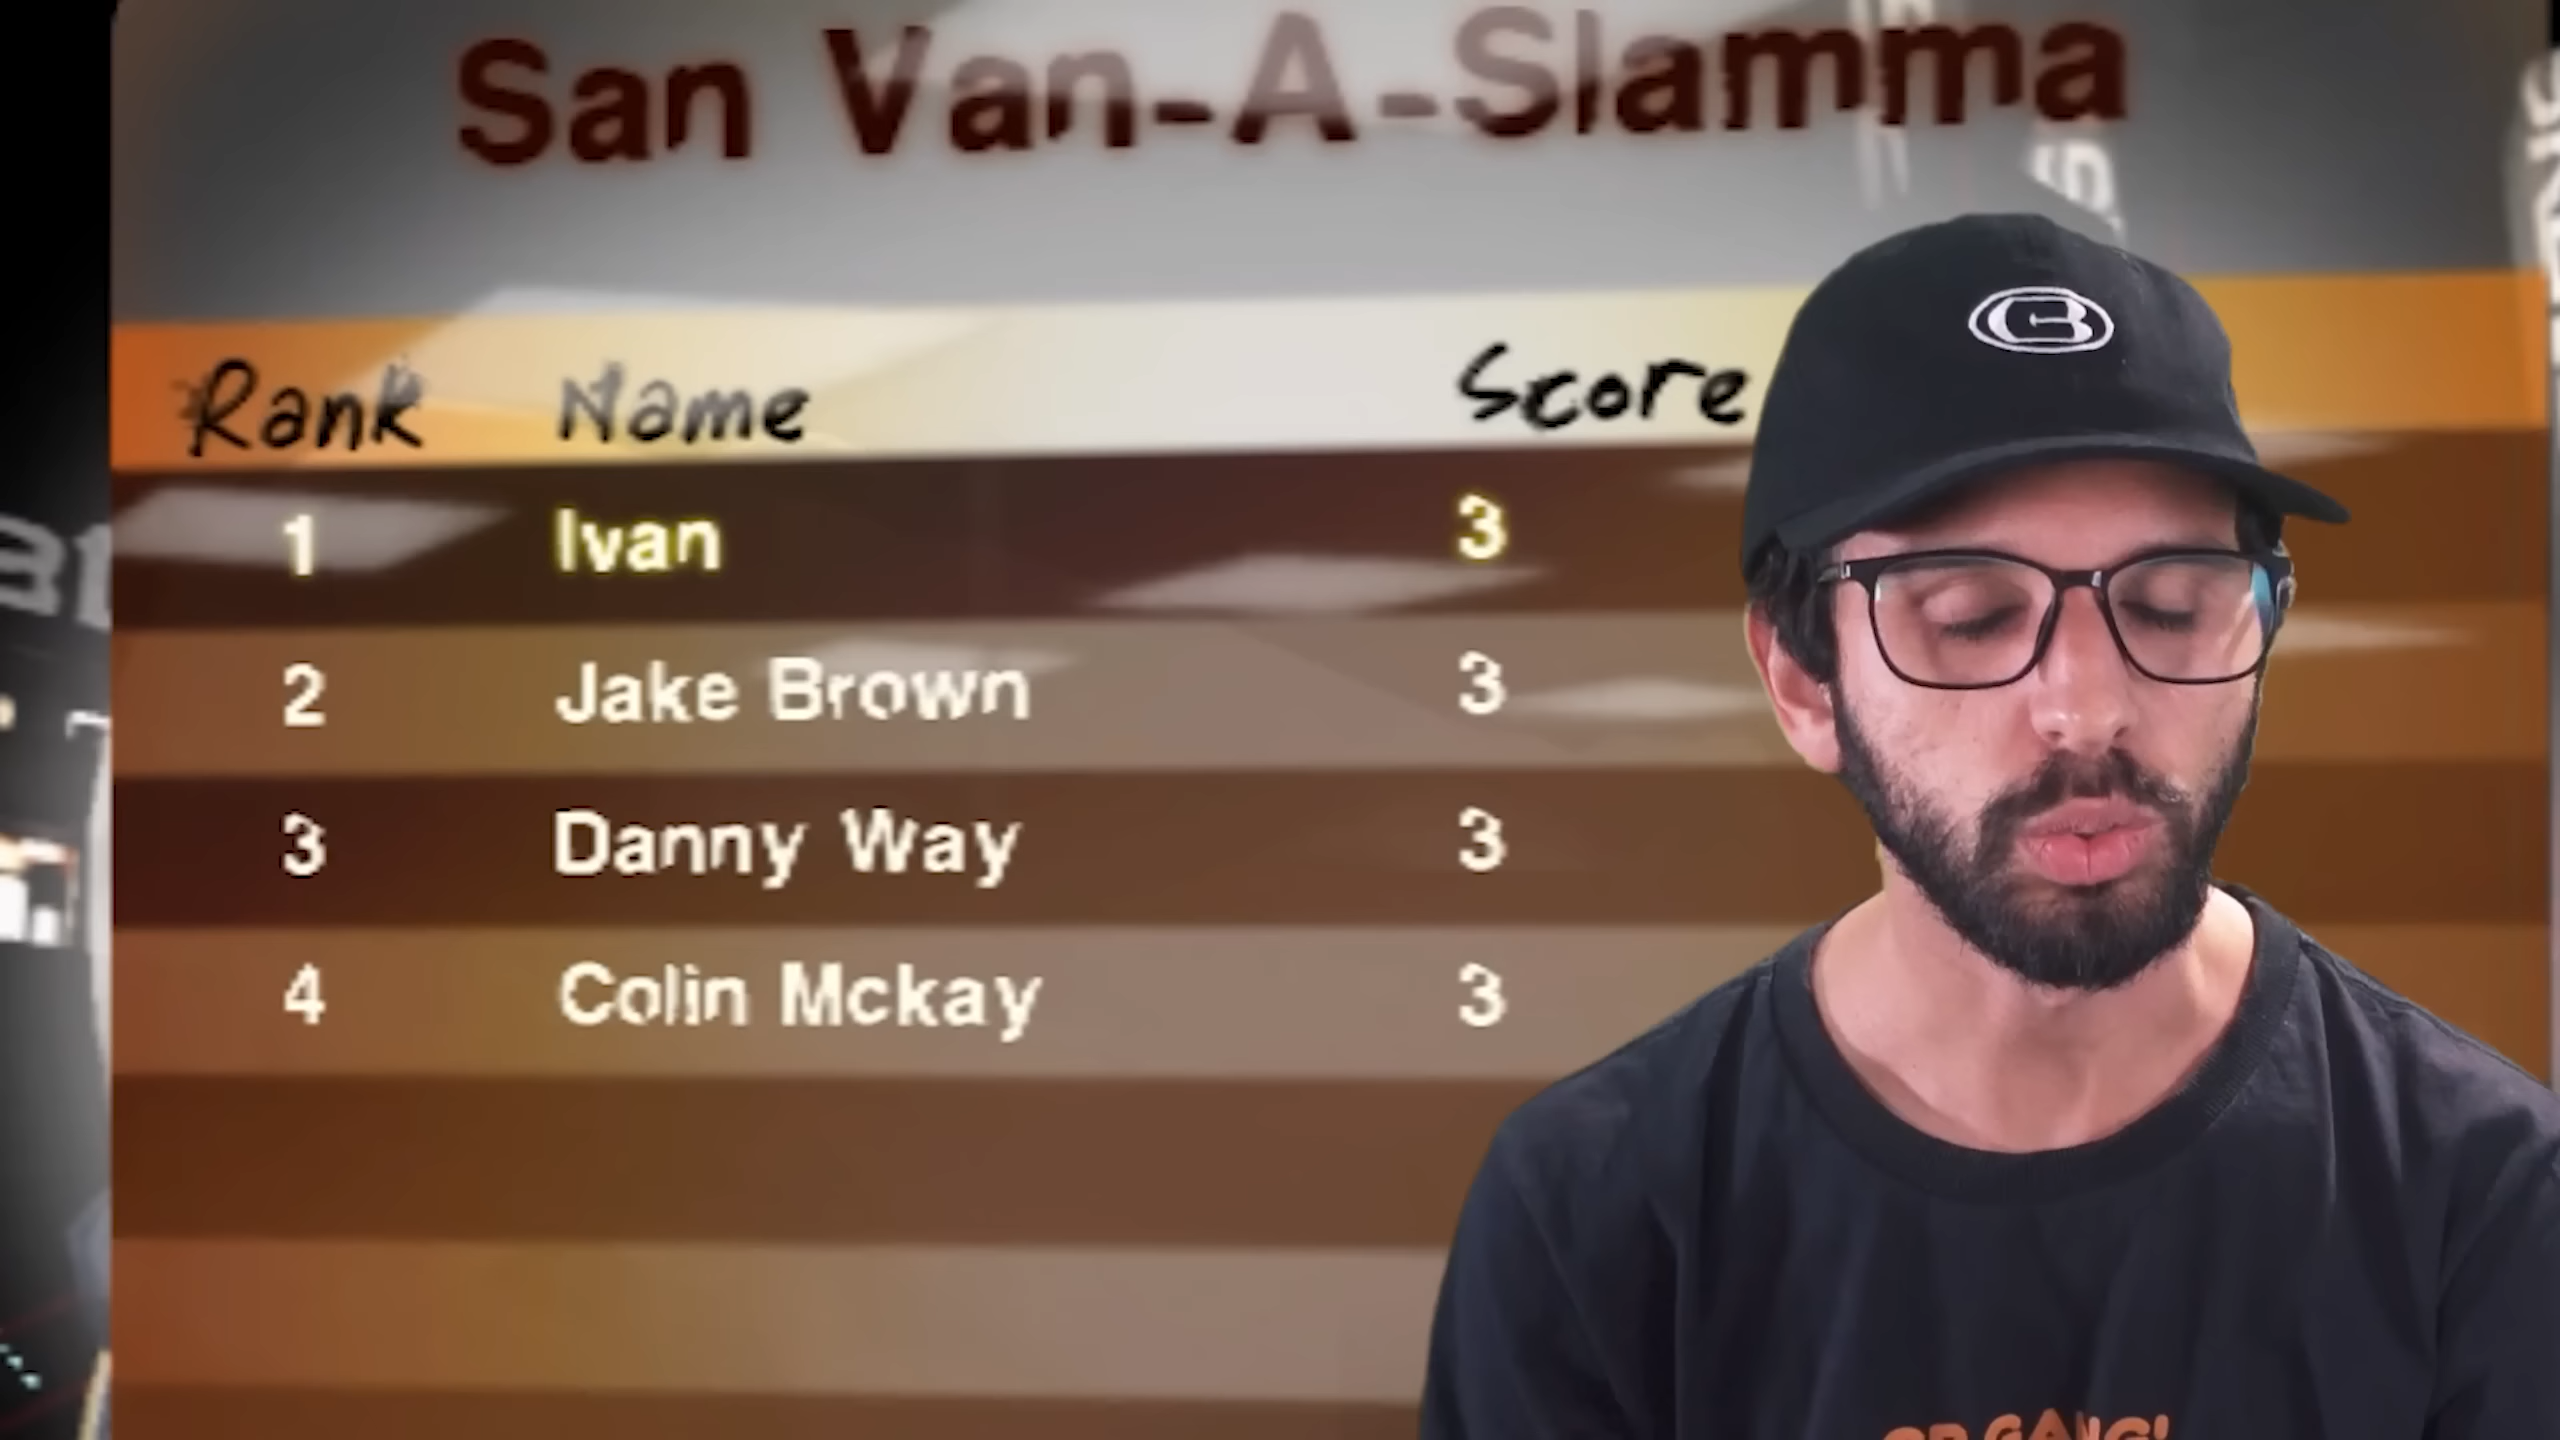 San Van-A-Slamma
Rank Name Score
1 Ivan 3
2 Jake Brown 3
3 Danny Way 3
4 Colin Mckay 3
GANG!